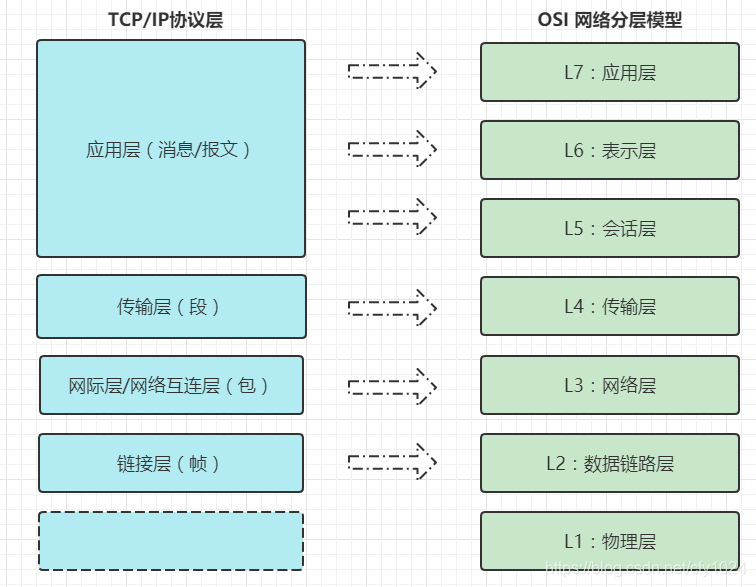 TCP/IP协议层
OSI 网络分层模型
应用层（消息/报文）
L7：应用层
L6：表示层
L5：会话层
传输层（段）
L4：传输层
网际层/网络互连层（包）
L3：网络层
链接层（帧）
L2：数据链路层
L1：物理层
https://blog.csdn.net/cfy1024